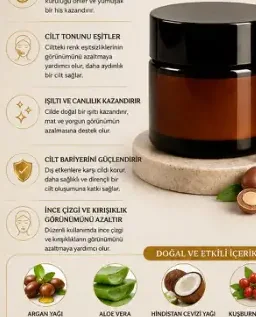 kuruluğu önler ve yumuşak
bir his kazandırır.
CİLT TONUNU EŞİTLER
Ciltteki renk eşitsizliklerinin
görünümünü azaltmaya
yardımcı olur, daha aydınlık
bir cilt sağlar.
IŞILTI VE CANLILIK KAZANDIRIR
Cilde doğal bir ışıltı kazandırır,
mat ve yorgun görünümün
azalmasına destek olur.
CİLT BARİYERİNİ GÜÇLENDİRİR
Dış etkenlere karşı cildi korur,
daha sağlıklı ve dirençli bir
cilt oluşumuna katkı sağlar.
İNCE ÇİZGİ VE KIRIŞIKLIK
GÖRÜNÜMÜNÜ AZALTIR
Düzenli kullanımda ince çizgi
ve kırışıklıkların görünümünü
azaltmaya yardımcı olur.
DOĞAL VE ETKİLİ İÇERİK
ARGAN YAĞI
ALOE VERA
HİNDİSTAN CEVİZİ YAĞI
KUŞBURN